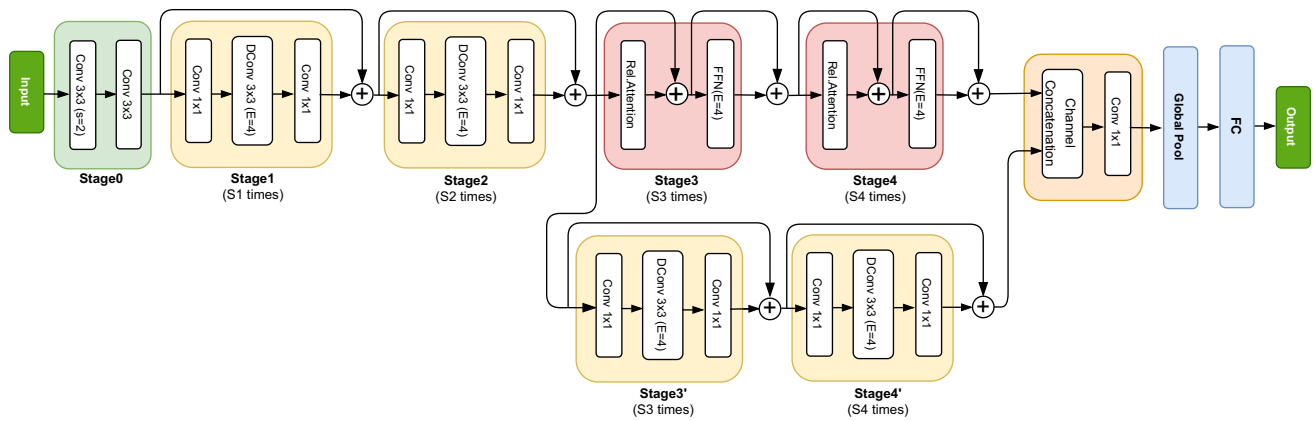 Input
Conv 3x3 (s=2)
Conv 3x3
Stage0
Conv 1x1
DConv 3x3 (E=4)
Conv 1x1
Stage1
(S1 times)
Conv 1x1
DConv 3x3 (E=4)
Conv 1x1
Stage2
(S2 times)
Rel.Attention
FFN(E=4)
Stage3
(S3 times)
Rel.Attention
FFN(E=4)
Stage4
(S4 times)
Channel
Concatenation
Conv 1x1
Global Pool
FC
Output
Conv 1x1
DConv 3x3 (E=4)
Conv 1x1
Stage3'
(S3 times)
Conv 1x1
DConv 3x3 (E=4)
Conv 1x1
Stage4'
(S4 times)